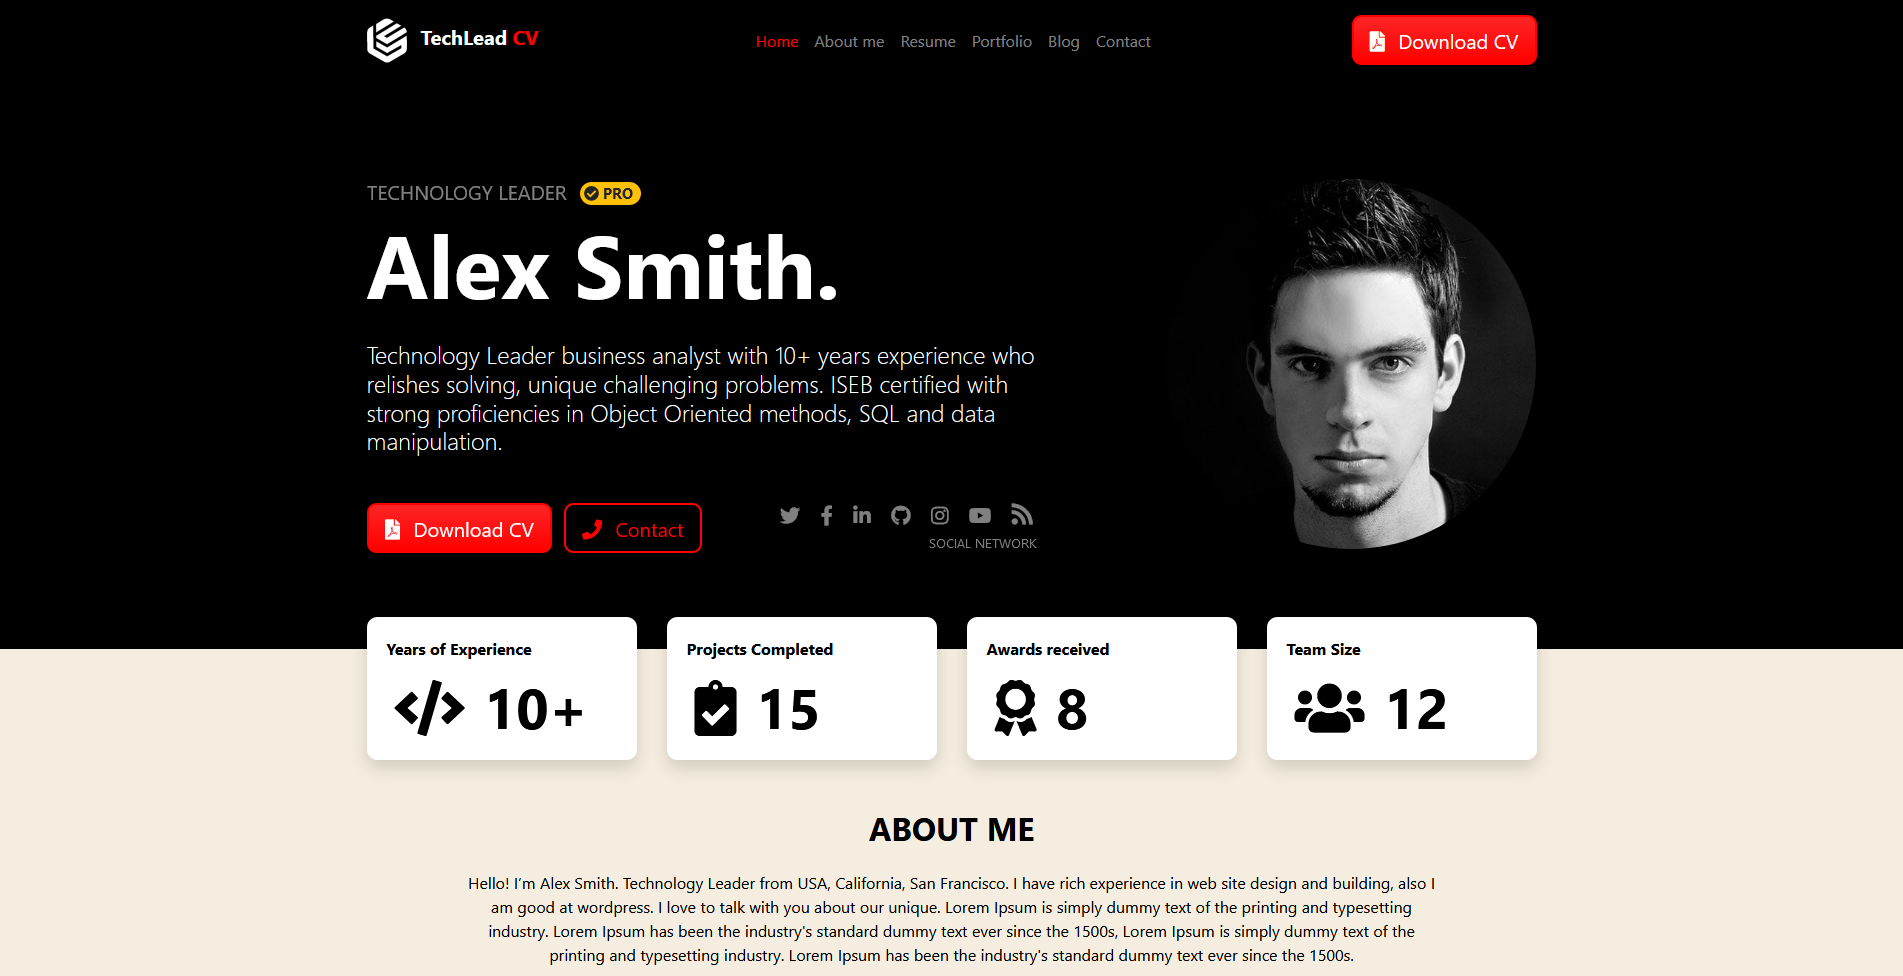 TechLead CV
Home About me Resume Portfolio Blog Contact
Download CV
TECHNOLOGY LEADER PRO
Alex Smith.
Technology Leader business analyst with 10+ years experience who
relishes solving, unique challenging problems. ISEB certified with
strong proficiencies in Object Oriented methods, SQL and data
manipulation.
Download CV
Contact
SOCIAL NETWORK
Years of Experience
10+
Projects Completed
15
Awards received
8
Team Size
12
ABOUT ME
Hello! I'm Alex Smith. Technology Leader from USA, California, San Francisco. I have rich experience in web site design and building, also I
am good at wordpress. I love to talk with you about our unique. Lorem Ipsum is simply dummy text of the printing and typesetting
industry. Lorem Ipsum has been the industry's standard dummy text ever since the 1500s, Lorem Ipsum is simply dummy text of the
printing and typesetting industry. Lorem Ipsum has been the industry's standard dummy text ever since the 1500s.